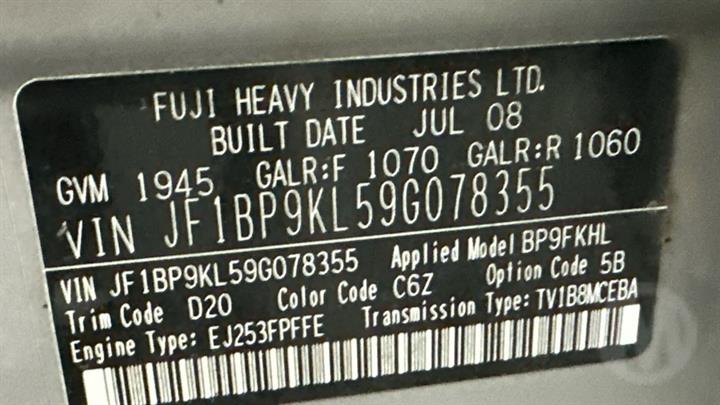 FUJI HEAVY INDUSTRIES LTD.
BUILT DATE JUL 08
GVM 1945 GALR:F 1070 GALR:R 1060
VIN JF1BP9KL59G078355
VIN JF1BP9KL59G078355 Applied Model BP9FKHL
Trim Code D20 Color Code C6Z Option Code 5B
Engine Type: EJ253FPFFE Transmission Type: TV1B8MCEBA